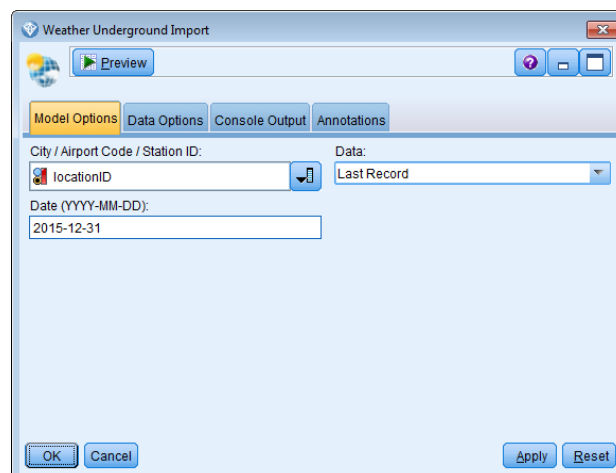 Weather Underground Import
Preview
Model Options Data Options Console Output Annotations
City / Airport Code / Station ID: Data:
locationID Last Record
Date (YYYY-MM-DD):
2015-12-31
OK Cancel Apply Reset